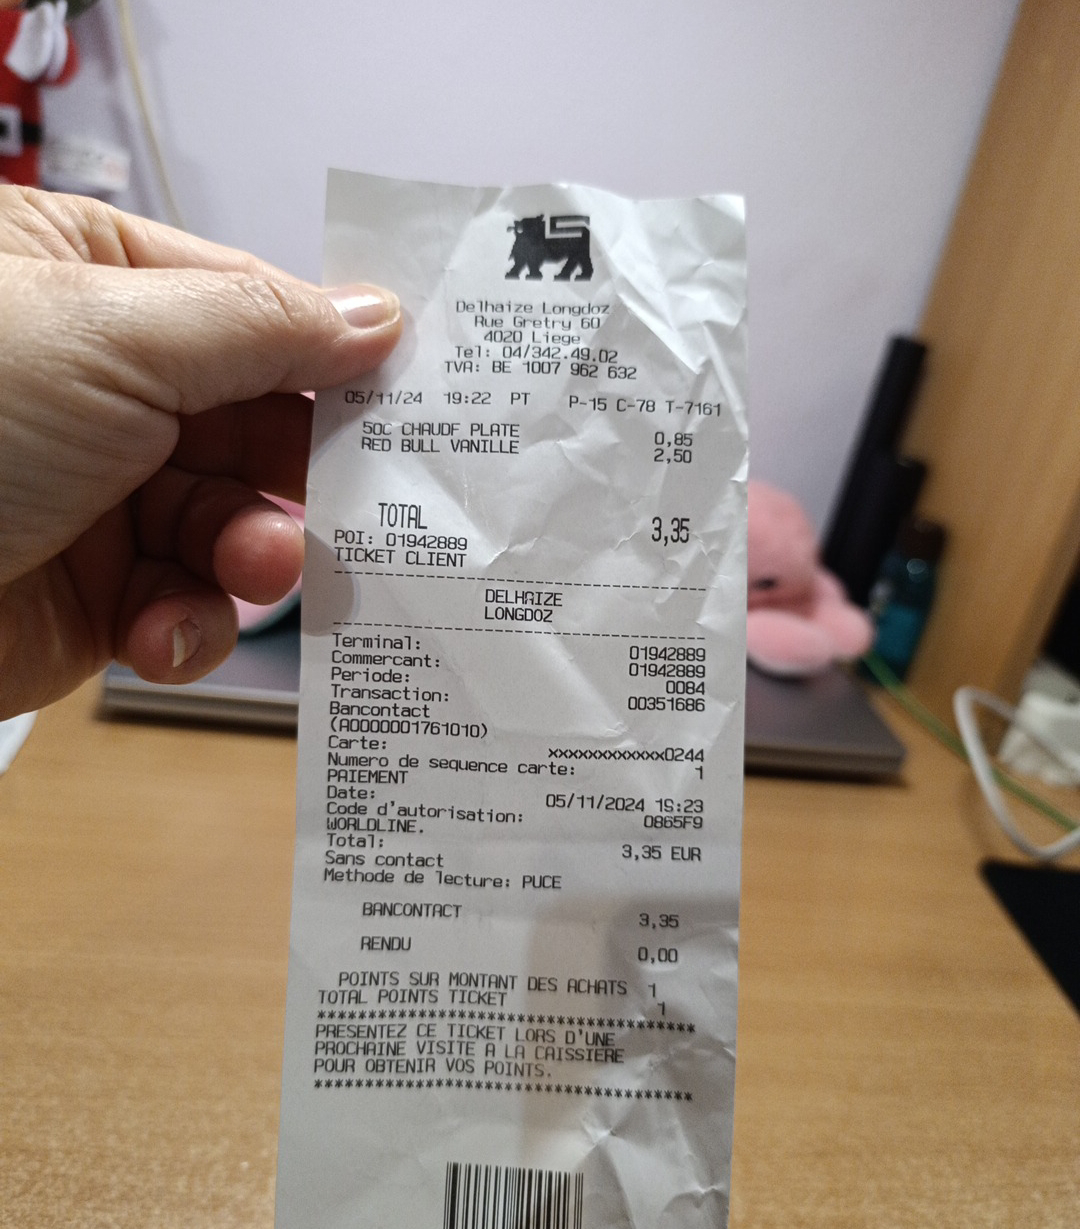 Delhaize Longdoz
Rue Gretry 60
4020 Liege
Tel: 04/342.49.02
TVA: BE 1007 962 632
05/11/24 19:22 PT P-15 C-78 T-7161
50C CHAUDF PLATE 0,85
RED BULL VANILLE 2,50
TOTAL 3,35
POI: 01942889
TICKET CLIENT
DELHAIZE
LONGDOZ
Terminal: 01942889
Commercant: 01942889
Periode: 0084
Transaction: 00351686
Bancontact
(A0000001761010)
Carte: xxxxxxxxxxxxx0244
Numero de sequence carte: 1
PAIEMENT
Date: 05/11/2024 19:23
Code d'autorisation: 0865F9
WORLDLINE.
Total: 3,35 EUR
Sans contact
Methode de lecture: PUCE
BANCONTACT 3,35
RENDU 0,00
POINTS SUR MONTANT DES ACHATS 1
TOTAL POINTS TICKET 1
*************************************
PRESENTEZ CE TICKET LORS D'UNE
PROCHAINE VISITE A LA CAISSIERE
POUR OBTENIR VOS POINTS.
*************************************